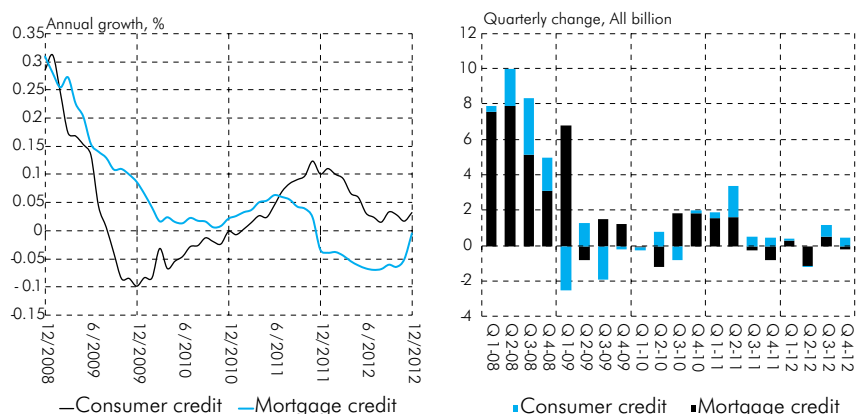 Annual growth, %
0.35
0.3
0.25
0.2
0.15
0.1
0.05
0
-0.05
-0.1
-0.15
12/2008
6/2009
12/2009
6/2010
12/2010
6/2011
12/2011
6/2012
12/2012
Consumer credit
Mortgage credit
Quarterly change, All billion
12
10
8
6
4
2
0
-2
-4
Q 1-08
Q 2-08
Q 3-08
Q 4-08
Q 1-09
Q 2-09
Q 3-09
Q 4-09
Q 1-10
Q 2-10
Q 3-10
Q 4-10
Q 1-11
Q 2-11
Q 3-11
Q 4-11
Q 1-12
Q 2-12
Q 3-12
Q 4-12
Consumer credit
Mortgage credit